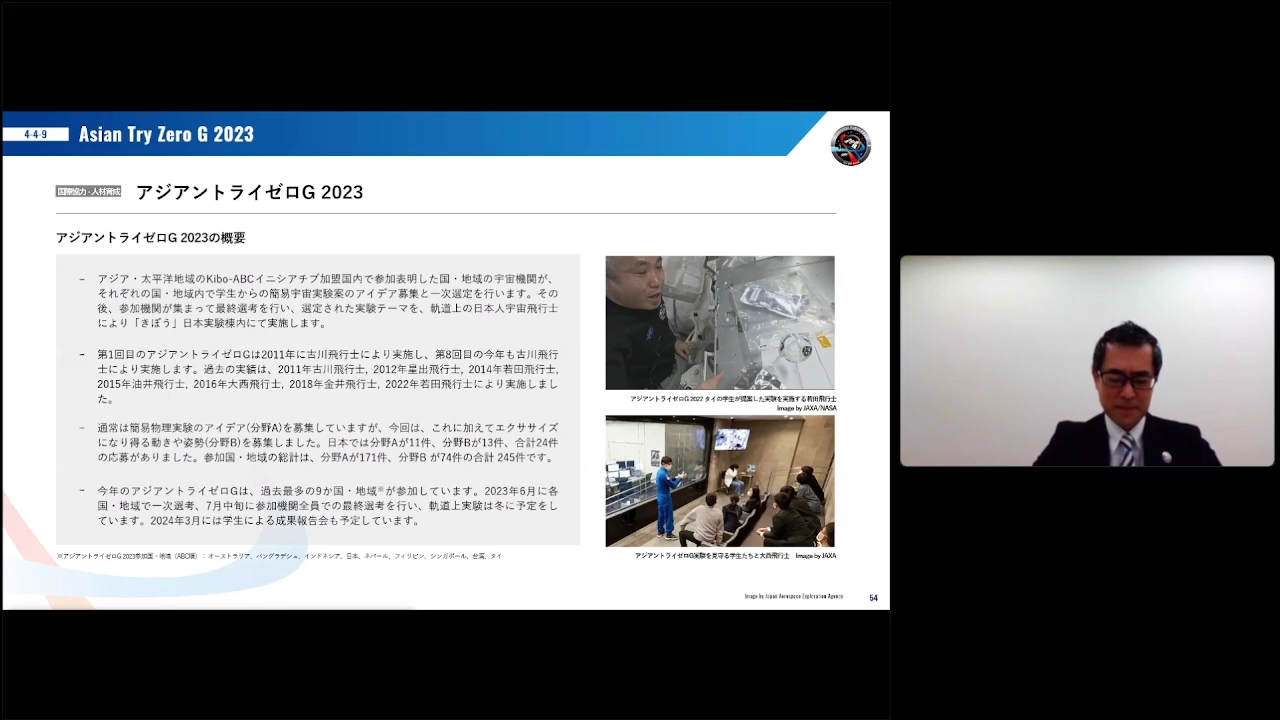 4-4-9
Asian Try Zero G 2023
国際協力・人材育成
アジアントライゼロG 2023
アジアントライゼロG 2023の概要
– アジア・太平洋地域のKibo-ABCイニシアチブ加盟国内で参加表明した国・地域の宇宙機関が、
それぞれの国・地域内で学生からの簡易宇宙実験案のアイデア募集と一次選定を行います。その
後、参加機関が集まって最終選考を行い、選定された実験テーマを、軌道上の日本人宇宙飛行士
により「きぼう」日本実験棟内にて実施します。
– 第1回目のアジアントライゼロGは2011年に古川飛行士により実施し、第8回目の今年も古川飛行
士により実施します。過去の実績は、2011年古川飛行士, 2012年星出飛行士, 2014年若田飛行士,
2015年油井飛行士, 2016年大西飛行士, 2018年金井飛行士, 2022年若田飛行士により実施しまし
た。
– 通常は簡易物理実験のアイデア(分野A)を募集していますが、今回は、これに加えてエクササイズ
になり得る動きや姿勢(分野B)を募集しました。日本では分野Aが11件、分野Bが13件、合計24件
の応募がありました。参加国・地域の総計は、分野Aが171件、分野B が74件の合計 245件です。
– 今年のアジアントライゼロGは、過去最多の9か国・地域※が参加しています。2023年6月に各
国・地域で一次選考、7月中旬に参加機関全員での最終選考を行い、軌道上実験は冬に予定をし
ています。2024年3月には学生による成果報告会も予定しています。
※アジアントライゼロG 2023参加国・地域（ABC順）：オーストラリア、バングラデシュ、インドネシア、日本、ネパール、フィリピン、シンガポール、台湾、タイ
アジアントライゼロG 2022 タイの学生が提案した実験を実施する若田飛行士
Image by JAXA/NASA
アジアントライゼロG実験を見守る学生たちと大西飛行士 Image by JAXA
Image by Japan Aerospace Exploration Agency
54